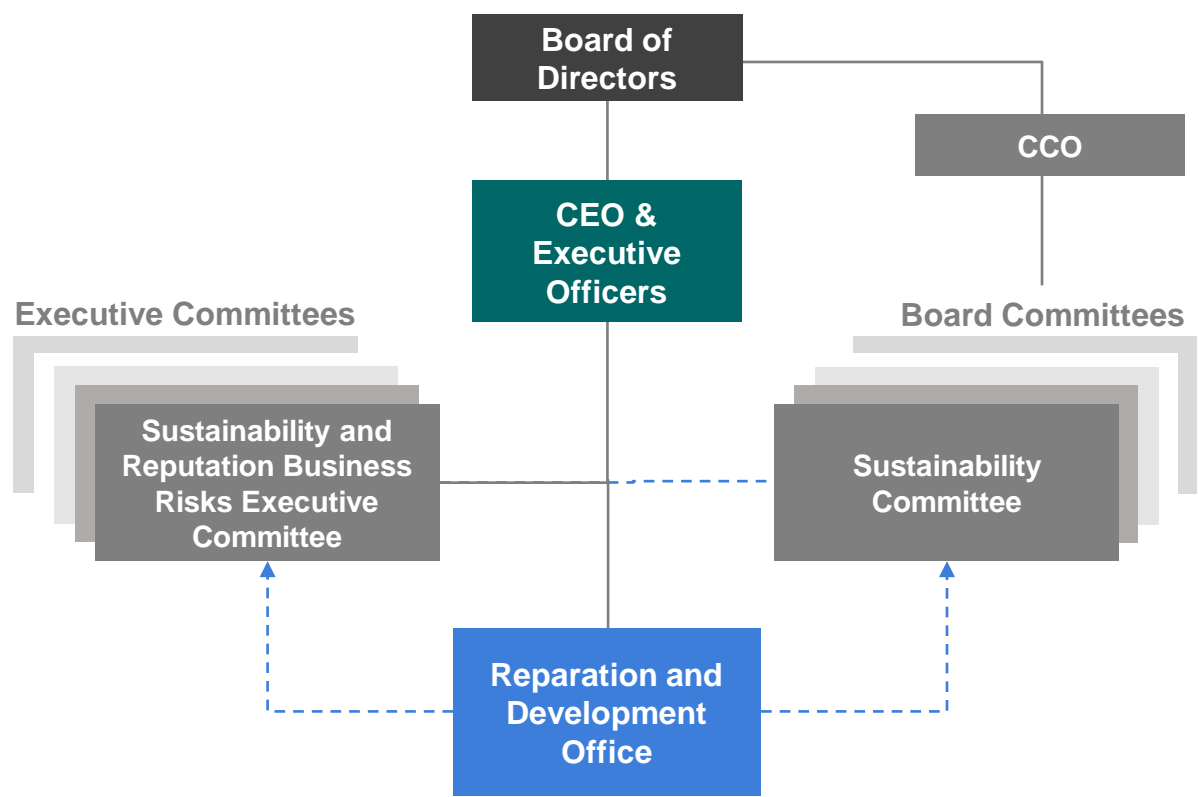 Board of
Directors
CCO
CEO &
Executive
Officers
Executive Committees
Board Committees
Sustainability and
Reputation Business
Risks Executive
Committee
Sustainability
Committee
Reparation and
Development
Office